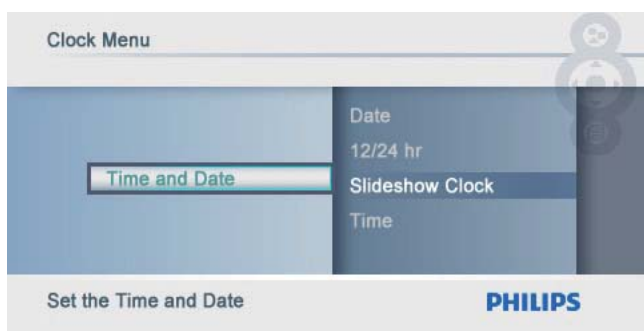 Clock Menu
Date
12/24 hr
Time and Date
Slideshow Clock
Time
Set the Time and Date
PHILIPS